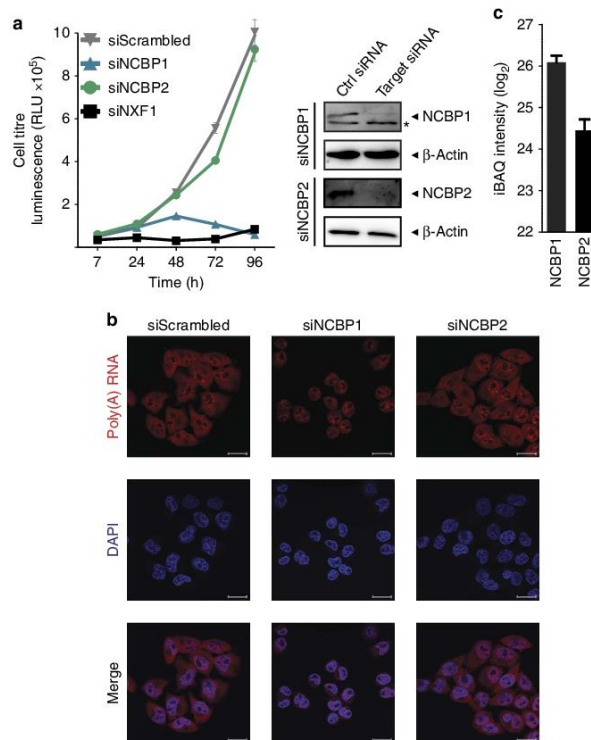 a
10
8
6
4
2
Cell titre
luminescence (RLU ×10⁵)
7
24
48
72
96
Time (h)
siScrambled
siNCBP1
siNCBP2
siNXF1
Ctrl siRNA
Target siRNA
siNCBP1
siNCBP2
NCBP1
*
β-Actin
NCBP2
β-Actin
c
27
26
25
24
23
22
iBAQ intensity (log₂)
NCBP1
NCBP2
b
siScrambled
siNCBP1
siNCBP2
Poly(A) RNA
DAPI
Merge